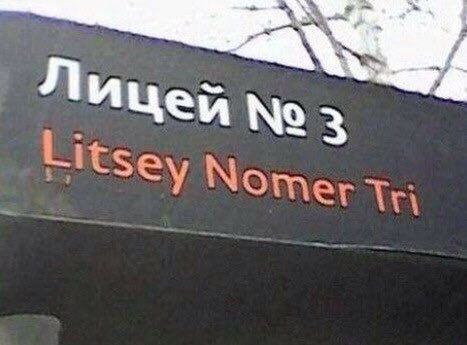 Лицей № 3
Litsey Nomer Tri